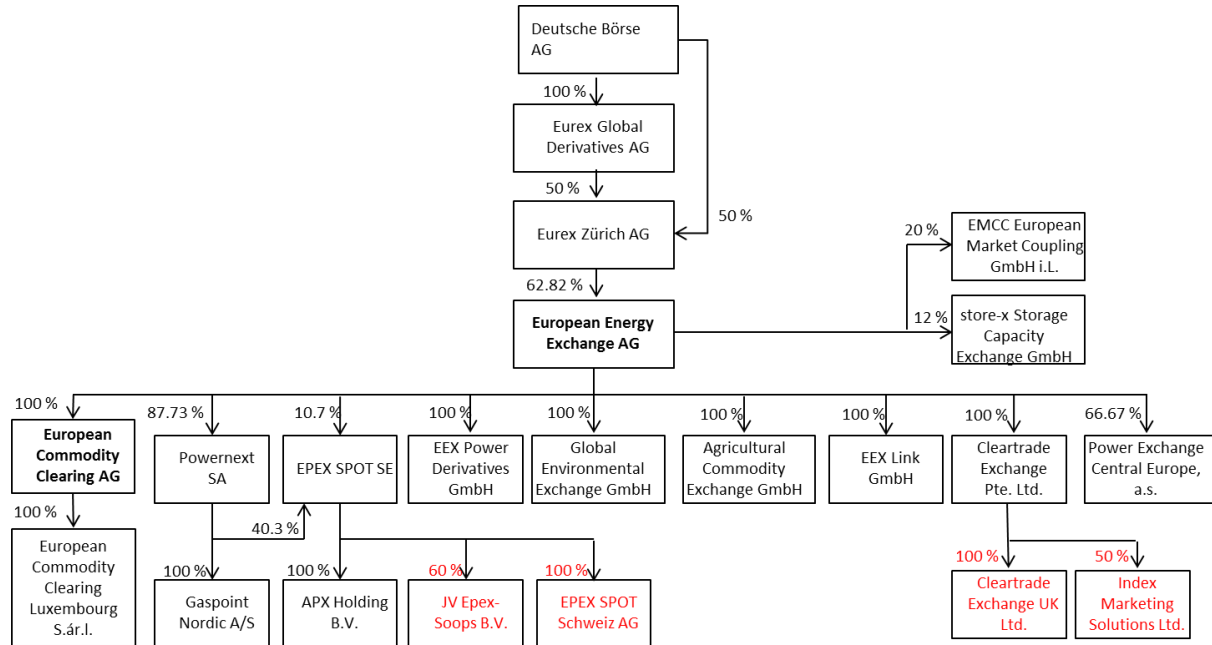 Deutsche Börse
AG
100 %
Eurex Global
Derivatives AG
50 %
50 %
Eurex Zürich AG
62.82 %
20 %
EMCC European
Market Coupling
GmbH i.L.
European Energy
Exchange AG
12 %
store-x Storage
Capacity
Exchange GmbH
100 %
87.73 %
10.7 %
100 %
100 %
100 %
100 %
100 %
66.67 %
European
Commodity
Clearing AG
Powernext
SA
EPEX SPOT SE
EEX Power
Derivatives
GmbH
Global
Environmental
Exchange GmbH
Agricultural
Commodity
Exchange GmbH
EEX Link
GmbH
Cleartrade
Exchange
Pte. Ltd.
Power Exchange
Central Europe,
a.s.
100 %
40.3 %
European
Commodity
Clearing
Luxembourg
S.ár.l.
100 %
100 %
60 %
100 %
100 %
50 %
Gaspoint
Nordic A/S
APX Holding
B.V.
JV Epex-
Soops B.V.
EPEX SPOT
Schweiz AG
Cleartrade
Exchange UK
Ltd.
Index
Marketing
Solutions Ltd.